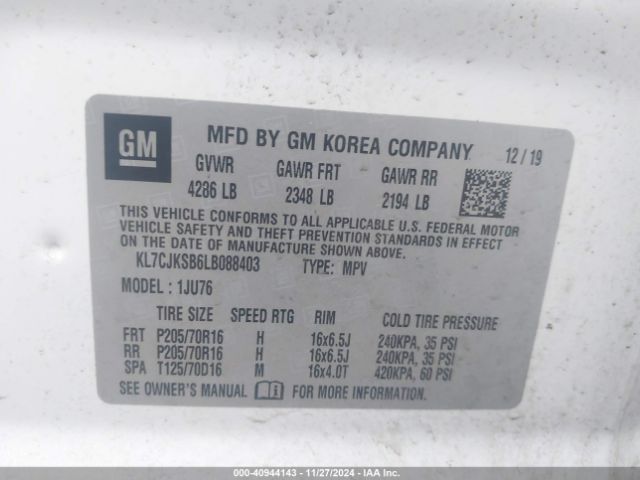 GM
MFD BY GM KOREA COMPANY 12/19
GVWR GAWR FRT GAWR RR
4286 LB 2348 LB 2194 LB
THIS VEHICLE CONFORMS TO ALL APPLICABLE U.S. FEDERAL MOTOR
VEHICLE SAFETY AND THEFT PREVENTION STANDARDS IN EFFECT
ON THE DATE OF MANUFACTURE SHOWN ABOVE.
KL7CJKSB6LB088403 TYPE: MPV
MODEL : 1JU76
TIRE SIZE SPEED RTG RIM COLD TIRE PRESSURE
FRT P205/70R16 H 16x6.5J 240KPA, 35 PSI
RR P205/70R16 H 16x6.5J 240KPA, 35 PSI
SPA T125/70D16 M 16x4.0T 420KPA, 60 PSI
SEE OWNER'S MANUAL i FOR MORE INFORMATION.
000-40944143 - 11/27/2024 - IAA Inc.